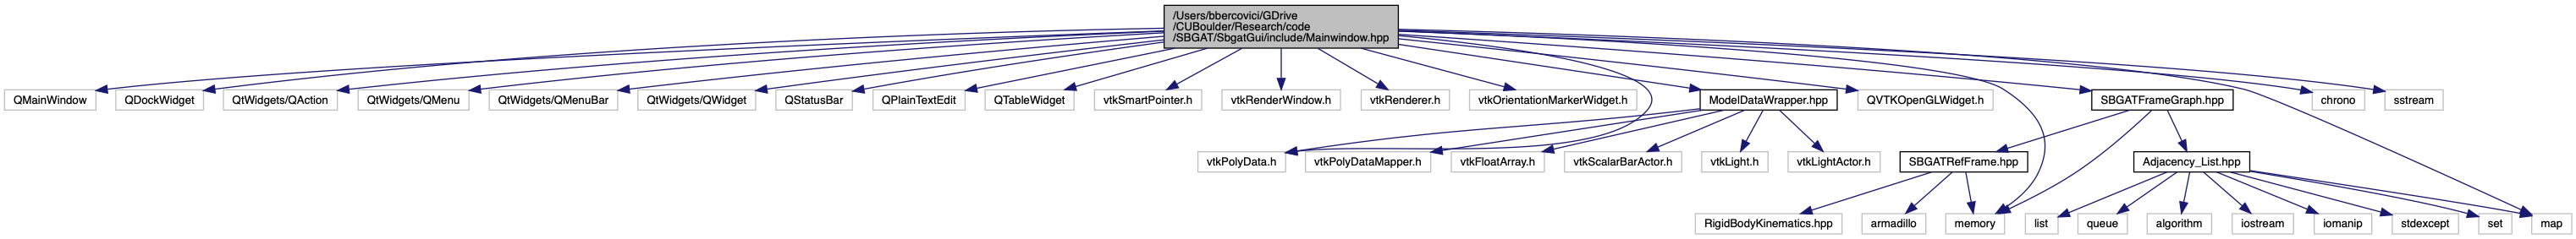 /Users/bbercovici/GDrive
/CUBoulder/Research/code
/SBGAT/SbgatGui/include/Mainwindow.hpp
QMainWindow
QDockWidget
QtWidgets/QAction
QtWidgets/QMenu
QtWidgets/QMenuBar
QtWidgets/QWidget
QStatusBar
QPlainTextEdit
QTableWidget
vtkSmartPointer.h
vtkRenderWindow.h
vtkRenderer.h
vtkOrientationMarkerWidget.h
ModelDataWrapper.hpp
QVTKOpenGLWidget.h
SBGATFrameGraph.hpp
chrono
sstream
vtkPolyData.h
vtkPolyDataMapper.h
vtkFloatArray.h
vtkScalarBarActor.h
vtkLight.h
vtkLightActor.h
SBGATRefFrame.hpp
Adjacency_List.hpp
RigidBodyKinematics.hpp
armadillo
memory
list
queue
algorithm
iostream
iomanip
stdexcept
set
map